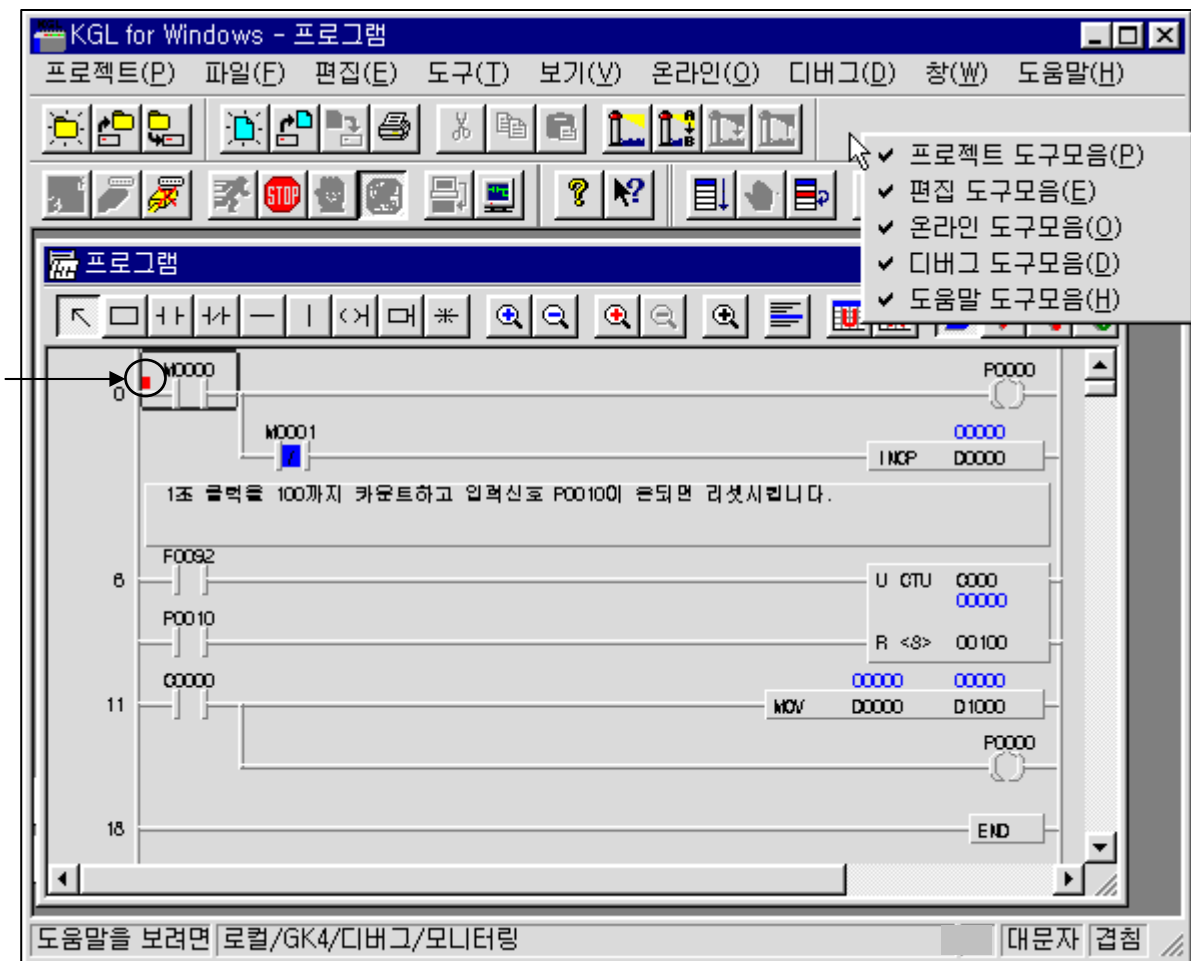 KGL for Windows - 프로그램
프로젝트(P) 파일(F) 편집(E) 도구(T) 보기(V) 온라인(O) 디버그(D) 창(W) 도움말(H)
A
B
STOP
?
?
프로젝트 도구모음(P)
편집 도구모음(E)
온라인 도구모음(O)
디버그 도구모음(D)
도움말 도구모음(H)
프로그램
M0000 P0000
0
M0001 00000
INCP D0000
1초 클럭을 100까지 카운트하고 입력신호 P0010이 온되면 리셋시킵니다.
F0092
6 U CTU C000
00000
P0010
R <S> 00100
C0000 00000 00000
11 MOV D0000 D1000
P0000
18 END
도움말을 보려면 로컬/GK4/디버그/모니터링 대문자 겹침